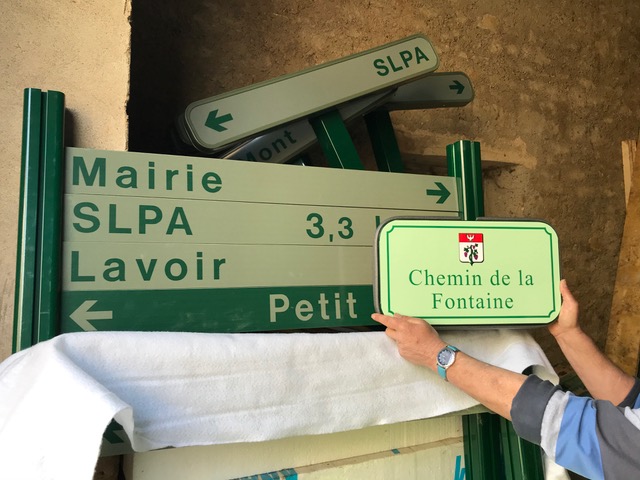 SLPA
Mont
Mairie
SLPA 3,3
Lavoir
Petit
Chemin de la
Fontaine